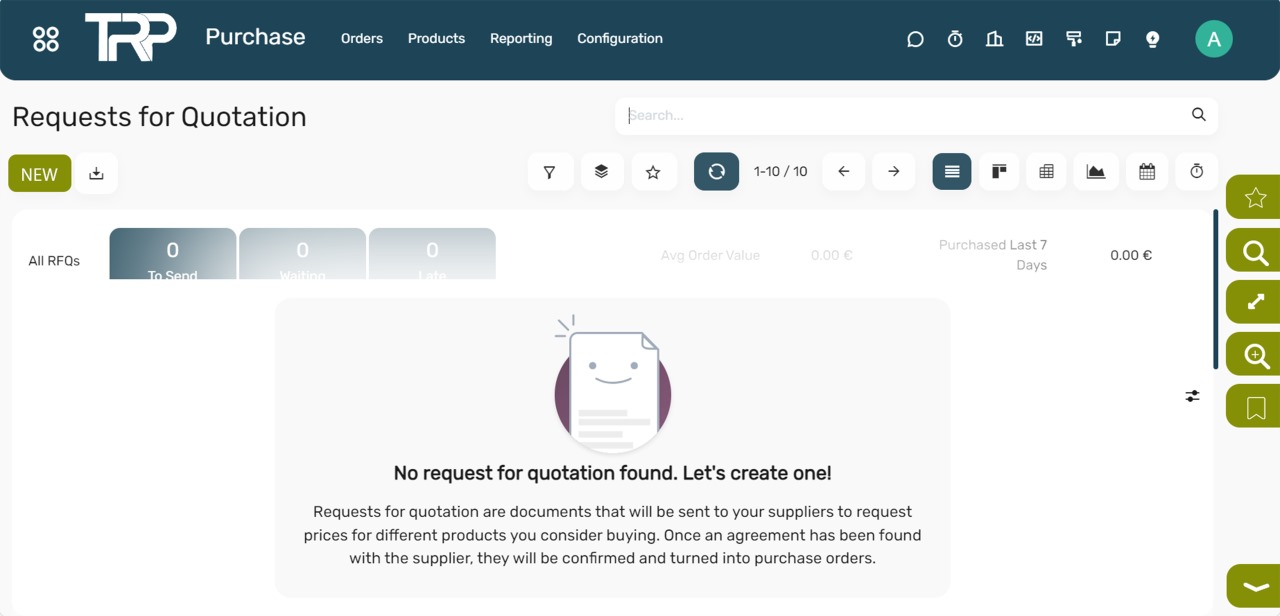 TRP Purchase Orders Products Reporting Configuration A
Requests for Quotation
Search...
NEW
1-10 / 10
All RFQs
0
To Send
0
Waiting
0
Late
Avg Order Value 0.00 €
Purchased Last 7
Days
0.00 €
No request for quotation found. Let's create one!
Requests for quotation are documents that will be sent to your suppliers to request
prices for different products you consider buying. Once an agreement has been found
with the supplier, they will be confirmed and turned into purchase orders.